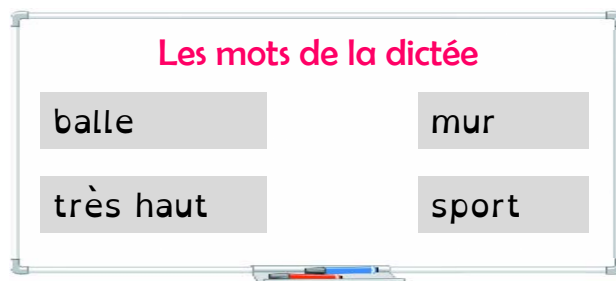 Les mots de la dictée
balle
mur
très haut
sport